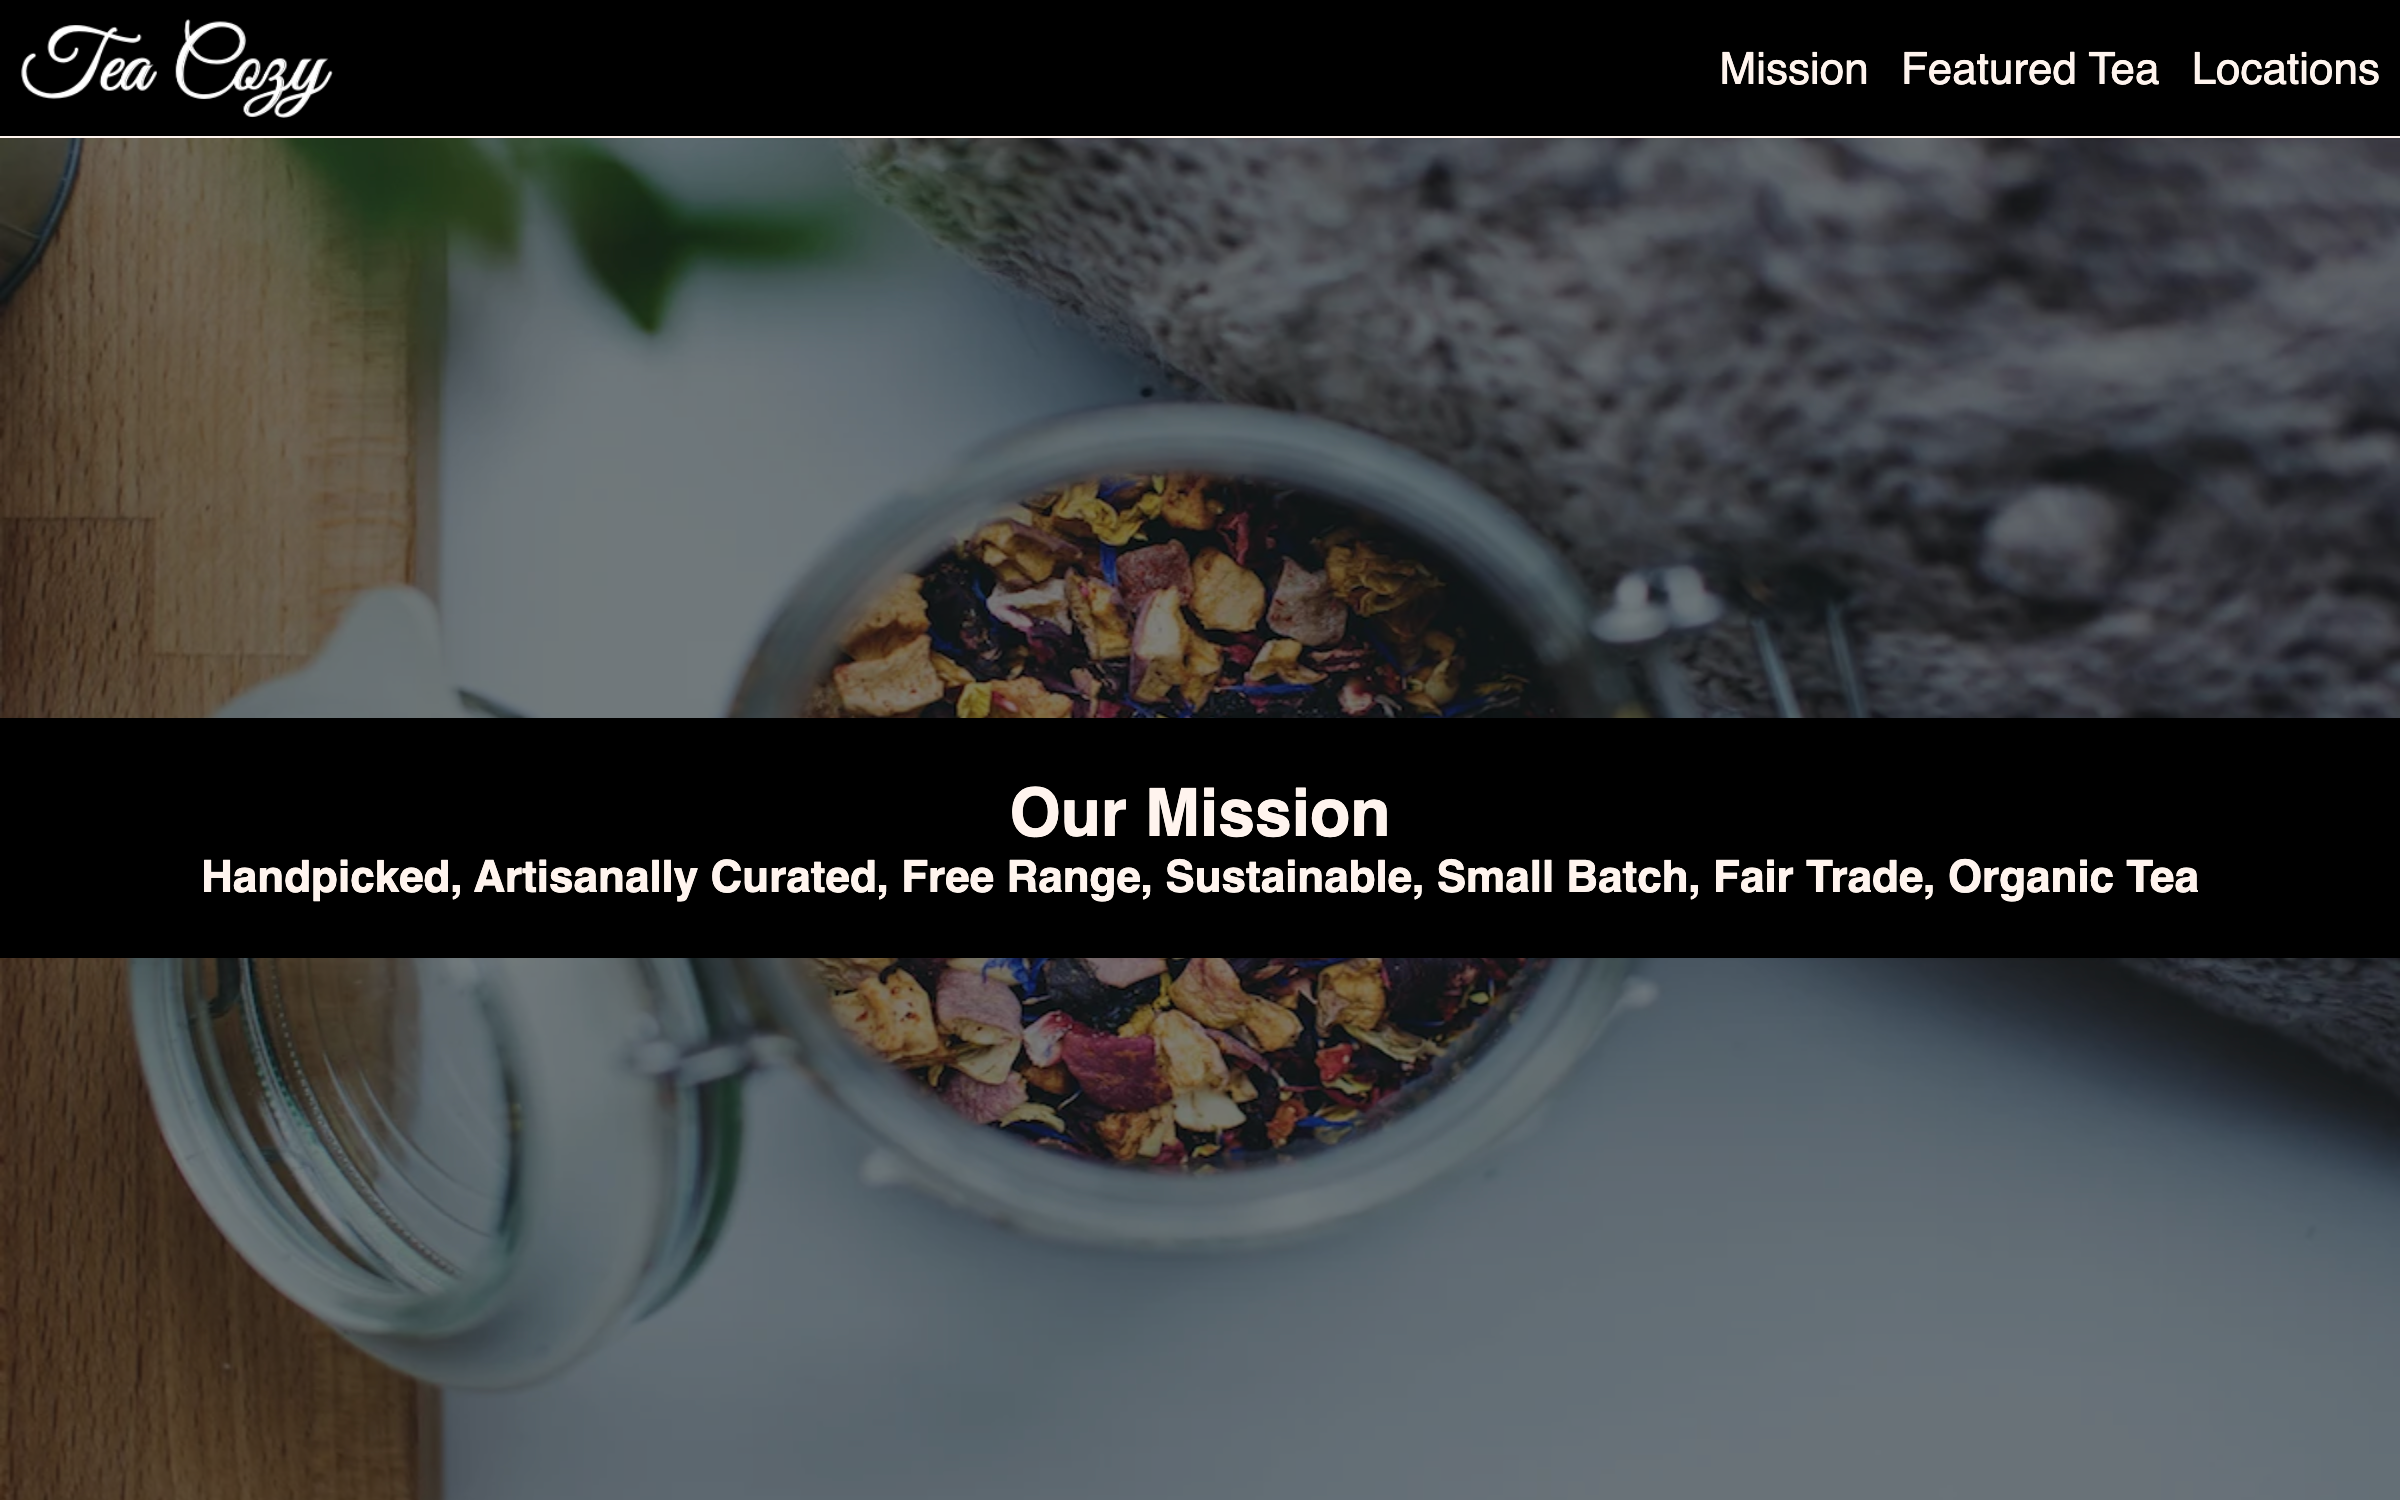 Tea Cozy
Mission Featured Tea Locations
Our Mission
Handpicked, Artisanally Curated, Free Range, Sustainable, Small Batch, Fair Trade, Organic Tea